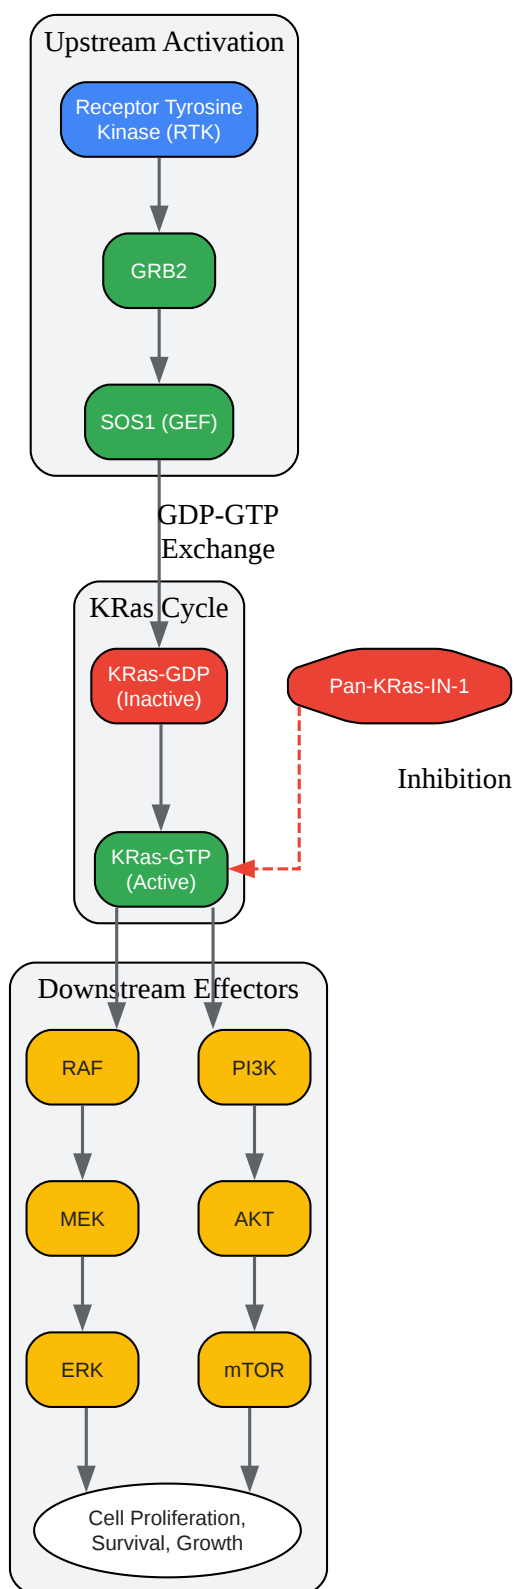 Upstream Activation
Receptor Tyrosine
Kinase (RTK)
GRB2
SOS1 (GEF)
GDP-GTP
Exchange
KRas Cycle
KRas-GDP
(Inactive)
Pan-KRas-IN-1
Inhibition
KRas-GTP
(Active)
Downstream Effectors
RAF
PI3K
MEK
AKT
ERK
mTOR
Cell Proliferation,
Survival, Growth